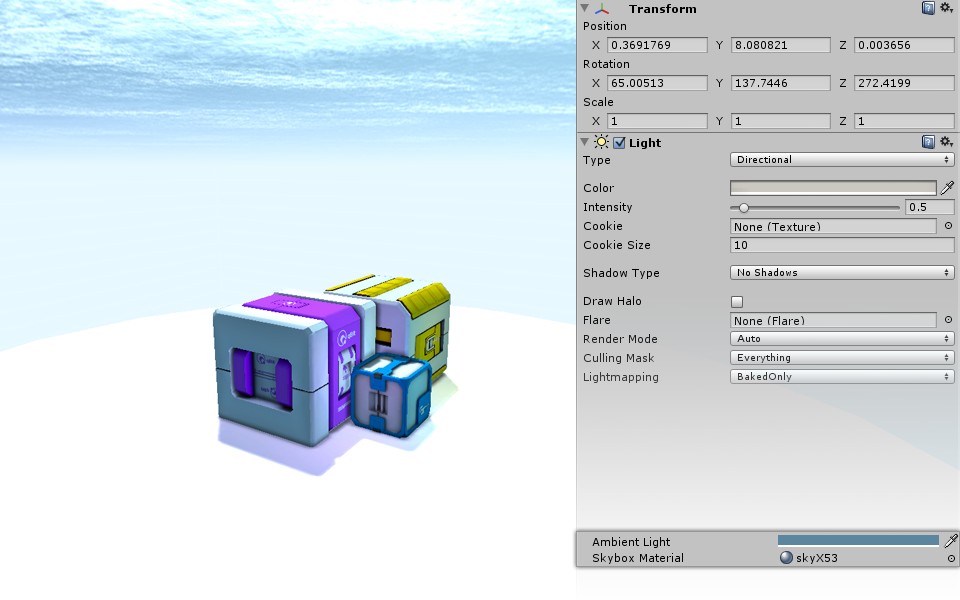 Transform
Position
X 0.3691769 Y 8.080821 Z 0.003656
Rotation
X 65.00513 Y 137.7446 Z 272.4199
Scale
X 1 Y 1 Z 1
Light
Type Directional
Color
Intensity 0.5
Cookie None (Texture)
Cookie Size 10
Shadow Type No Shadows
Draw Halo
Flare None (Flare)
Render Mode Auto
Culling Mask Everything
Lightmapping BakedOnly
Ambient Light
Skybox Material skyX53